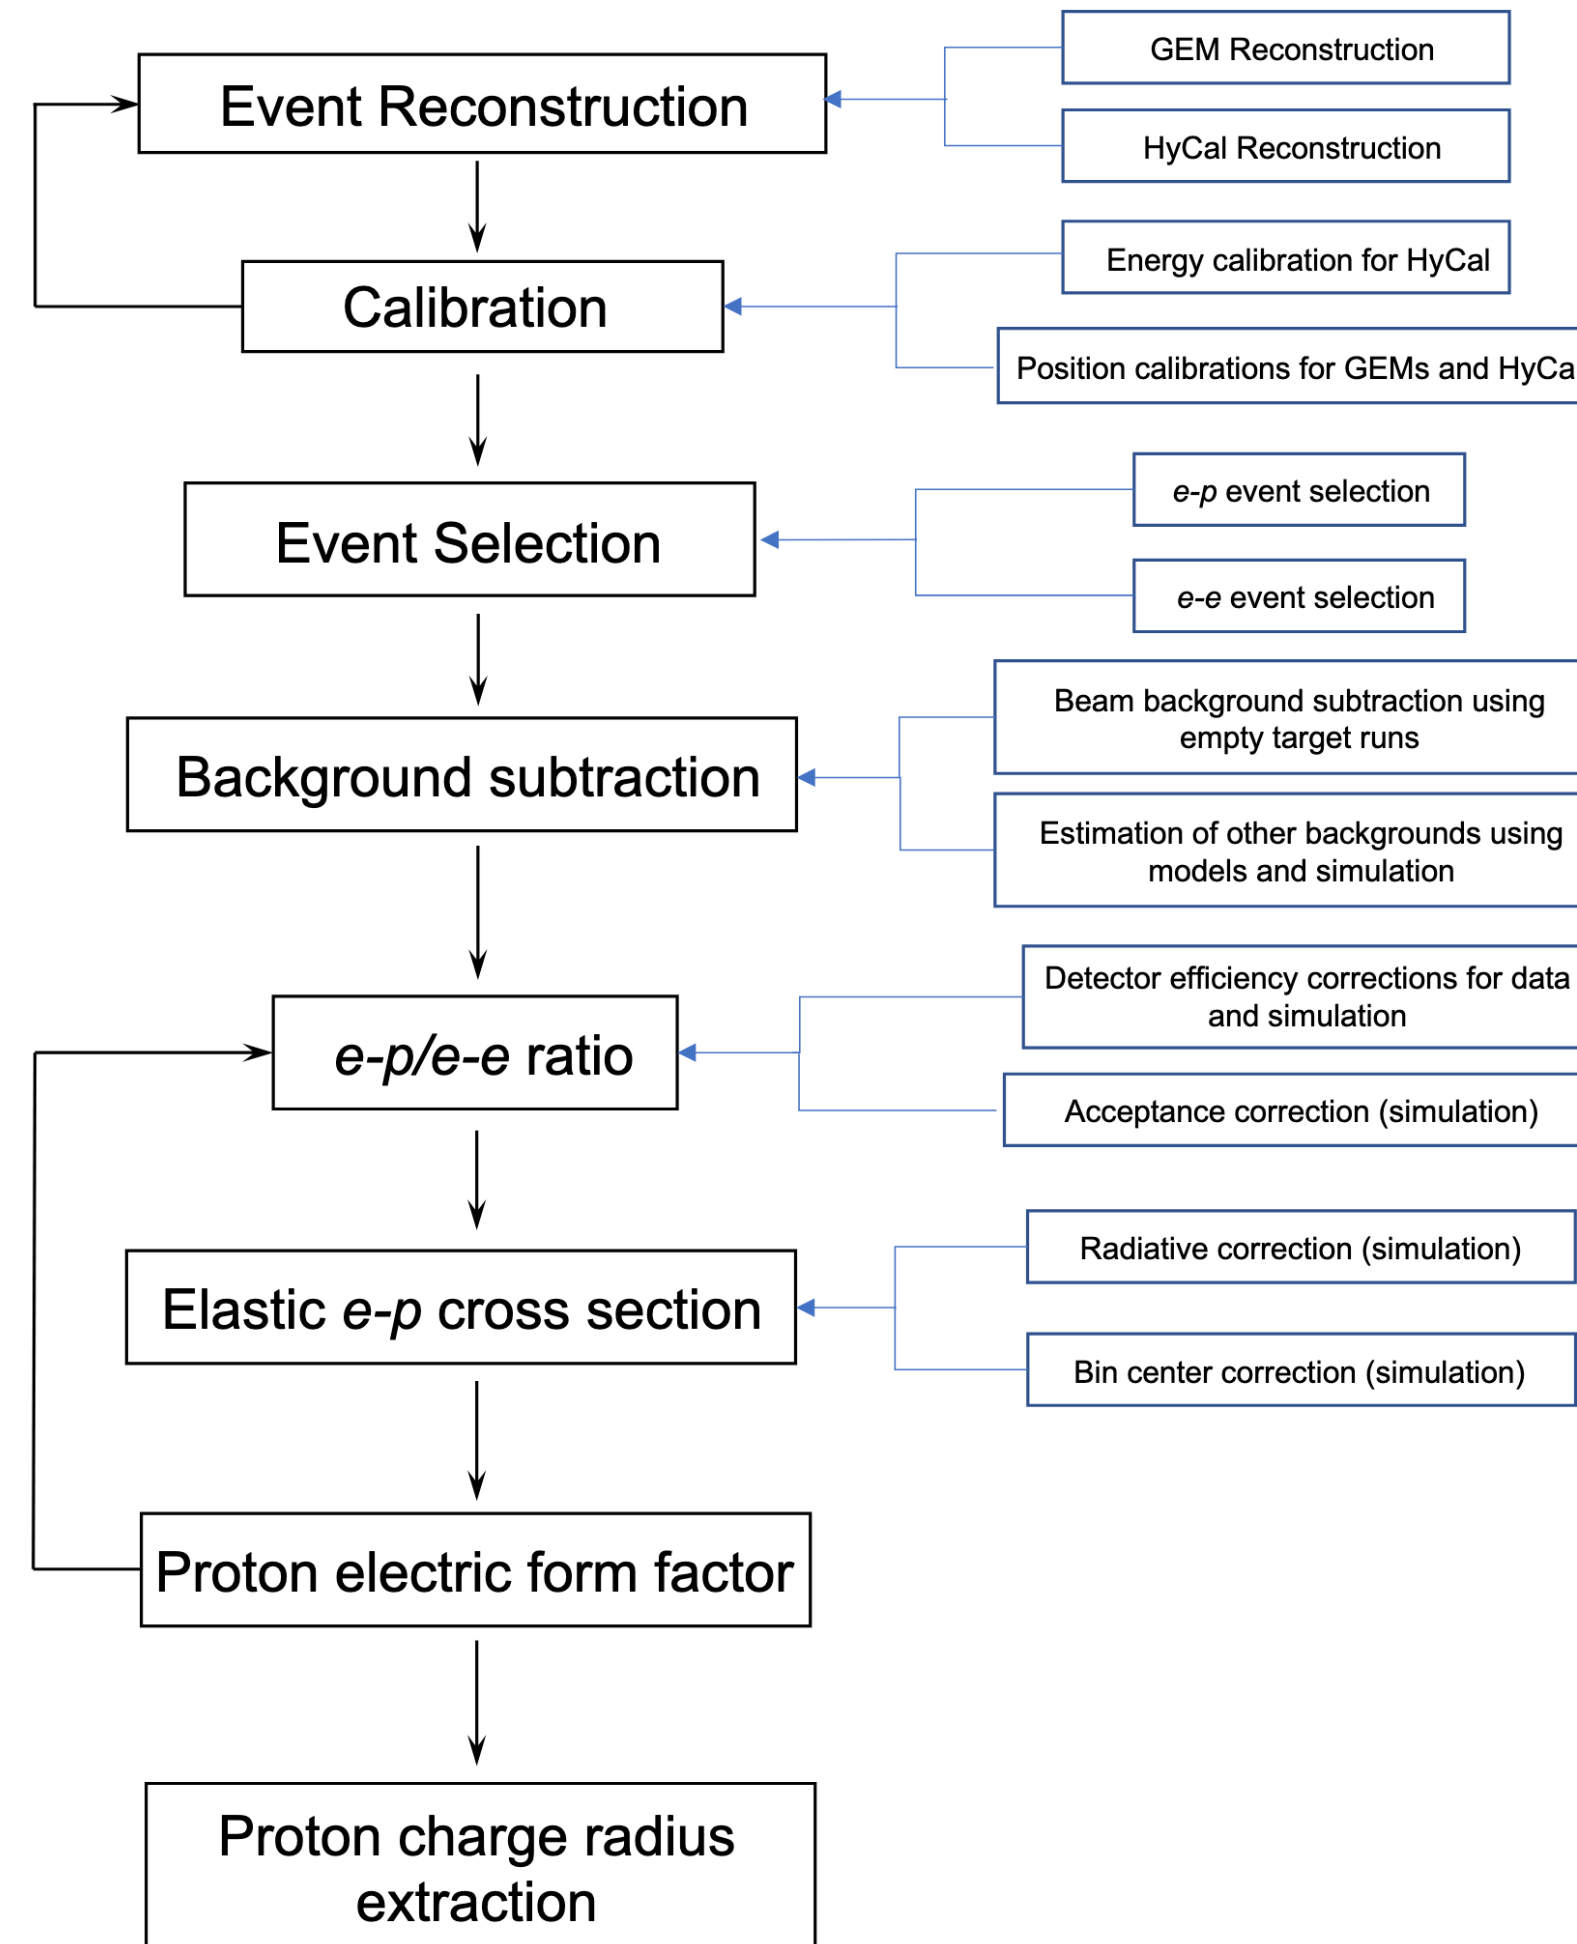 GEM Reconstruction
Event Reconstruction
HyCal Reconstruction
Energy calibration for HyCal
Calibration
Position calibrations for GEMs and HyCa
e-p event selection
Event Selection
e-e event selection
Beam background subtraction using
empty target runs
Background subtraction
Estimation of other backgrounds using
models and simulation
Detector efficiency corrections for data
and simulation
e-p/e-e ratio
Acceptance correction (simulation)
Radiative correction (simulation)
Elastic e-p cross section
Bin center correction (simulation)
Proton electric form factor
Proton charge radius
extraction